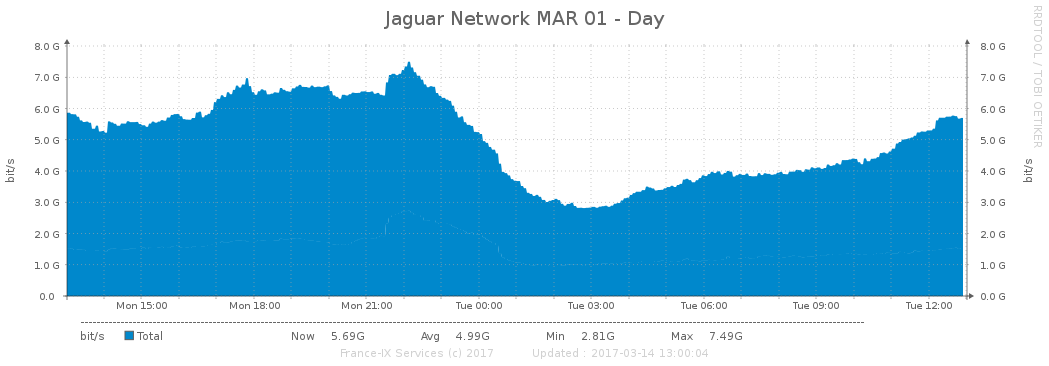 Jaguar Network MAR 01 - Day
RRDTOOL / TOBI OETIKER
bit/s
bit/s
8.0 G 8.0 G
7.0 G 7.0 G
6.0 G 6.0 G
5.0 G 5.0 G
4.0 G 4.0 G
3.0 G 3.0 G
2.0 G 2.0 G
1.0 G 1.0 G
0.0 0.0 G
Mon 15:00 Mon 18:00 Mon 21:00 Tue 00:00 Tue 03:00 Tue 06:00 Tue 09:00 Tue 12:00
bit/s Total Now 5.69G Avg 4.99G Min 2.81G Max 7.49G
France-IX Services (c) 2017 Updated : 2017-03-14 13:00:04